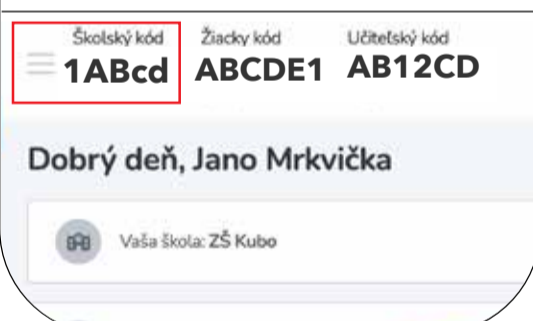 Školský kód Žiacky kód Učiteľský kód
1ABcd ABCDE1 AB12CD
Dobrý deň, Jano Mrkvička
Vaša škola: ZŠ Kubo